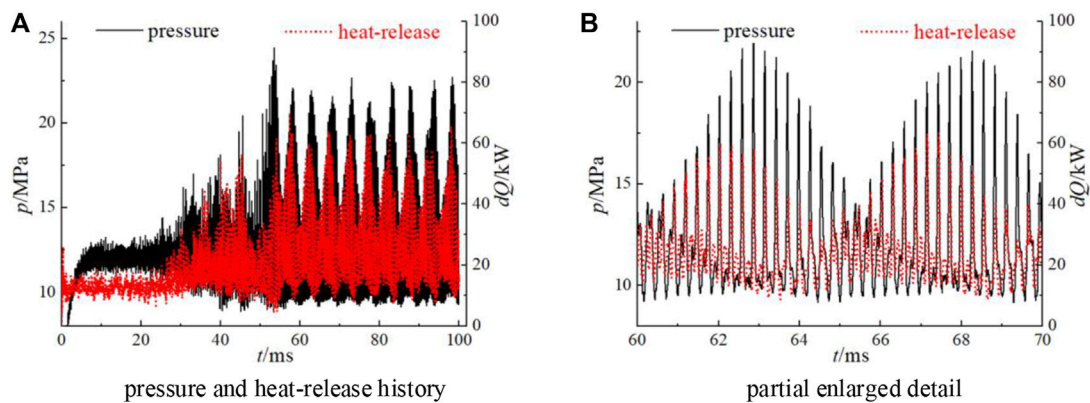 A
pressure
heat-release
25
20
15
10
p/MPa
100
80
60
40
20
0
dQ/kW
0
20
40
60
80
100
t/ms
pressure and heat-release history
B
pressure
heat-release
20
15
10
p/MPa
100
80
60
40
20
0
dQ/kW
60
62
64
66
68
70
t/ms
partial enlarged detail